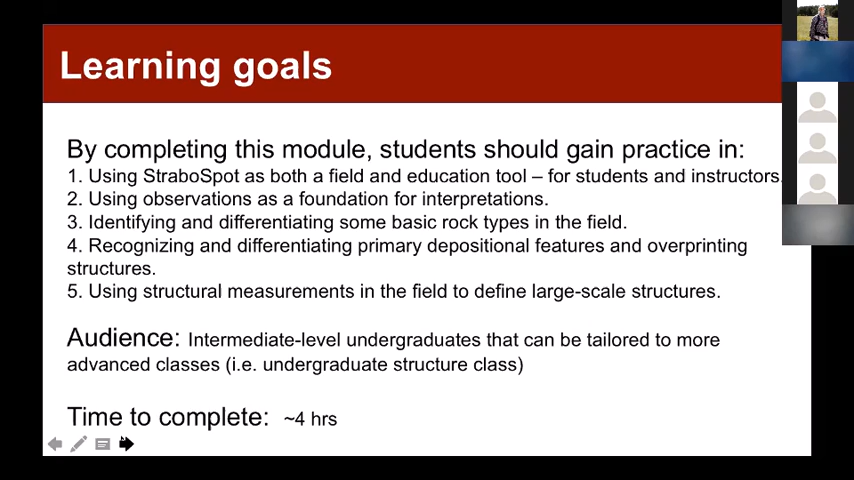 Learning goals
By completing this module, students should gain practice in:
1. Using StraboSpot as both a field and education tool – for students and instructors.
2. Using observations as a foundation for interpretations.
3. Identifying and differentiating some basic rock types in the field.
4. Recognizing and differentiating primary depositional features and overprinting
structures.
5. Using structural measurements in the field to define large-scale structures.
Audience: Intermediate-level undergraduates that can be tailored to more
advanced classes (i.e. undergraduate structure class)
Time to complete: ~4 hrs